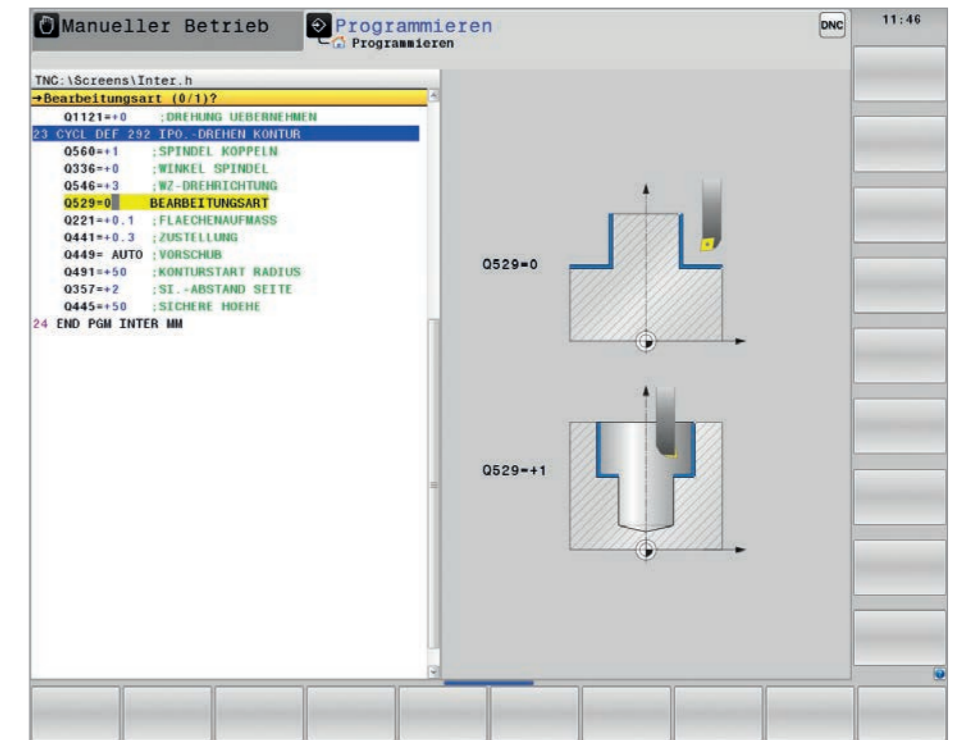 Manueller Betrieb
Programmieren
Programmieren
DNC
11:46
TNC:\Screens\Inter.h
→Bearbeitungsart (0/1)?
Q1121=+0 ;DREHUNG UEBERNEHMEN
23 CYCL DEF 292 IPO.-DREHEN KONTUR
Q560=+1 ;SPINDEL KOPPELN
Q336=+0 ;WINKEL SPINDEL
Q546=+3 ;WZ-DREHRICHTUNG
Q529=0 BEARBEITUNGSART
Q221=+0.1 ;FLAECHENAUFMASS
Q441=+0.3 ;ZUSTELLUNG
Q449= AUTO ;VORSCHUB
Q491=+50 ;KONTURSTART RADIUS
Q357=+2 ;SI.-ABSTAND SEITE
Q445=+50 ;SICHERE HOEHE
24 END PGM INTER MM
Q529=0
Q529=+1